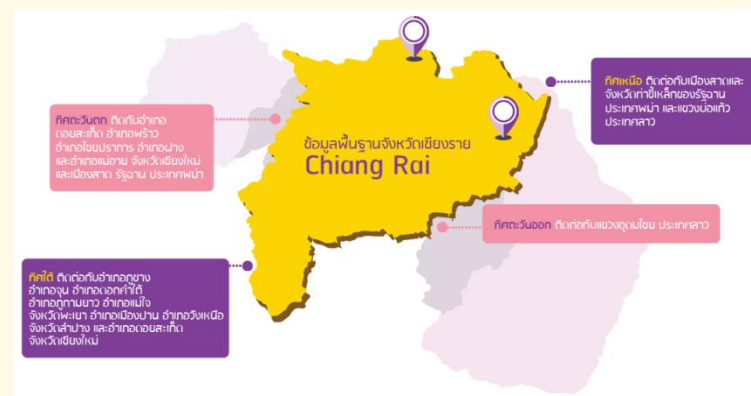 ข้อมูลพื้นฐานจังหวัดเชียงราย
Chiang Rai
ทิศเหนือ ติดต่อกับเมืองสาดและ
จังหวัดท่าขี้เหล็กของรัฐฉาน
ประเทศพม่า และแขวงบ่อแก้ว
ประเทศลาว
ทิศตะวันตก ติดกับอำเภอ
ดอยสะเก็ด อำเภอพร้าว
อำเภอไชยปราการ อำเภอฝาง
และอำเภอแม่อาย จังหวัดเชียงใหม่
และเมืองสาด รัฐฉาน ประเทศพม่า
ทิศตะวันออก ติดต่อกับแขวงอุดมไชย ประเทศลาว
ทิศใต้ ติดต่อกับอำเภอภูซาง
อำเภอจุน อำเภอดอกคำใต้
อำเภอภูกามยาว อำเภอแม่ใจ
จังหวัดพะเยา อำเภอเมืองปาน อำเภอวังเหนือ
จังหวัดลำปาง และอำเภอดอยสะเก็ด
จังหวัดเชียงใหม่